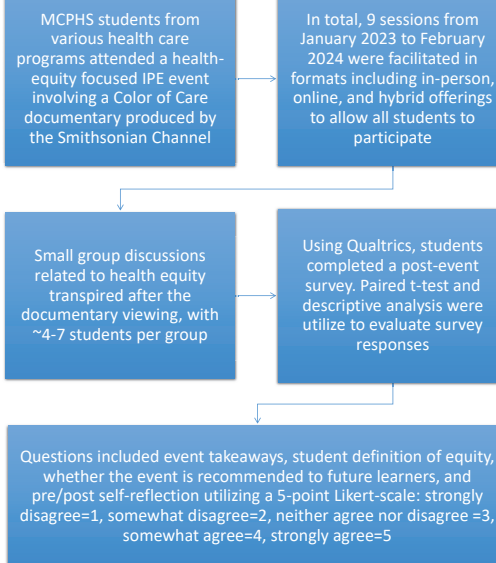 MCPHS students from
various health care
programs attended a health-
equity focused IPE event
involving a Color of Care
documentary produced by
the Smithsonian Channel
In total, 9 sessions from
January 2023 to February
2024 were facilitated in
formats including in-person,
online, and hybrid offerings
to allow all students to
participate
Small group discussions
related to health equity
transpired after the
documentary viewing, with
~4-7 students per group
Using Qualtrics, students
completed a post-event
survey. Paired t-test and
descriptive analysis were
utilize to evaluate survey
responses
Questions included event takeaways, student definition of equity,
whether the event is recommended to future learners, and
pre/post self-reflection utilizing a 5-point Likert-scale: strongly
disagree=1, somewhat disagree=2, neither agree nor disagree =3,
somewhat agree=4, strongly agree=5